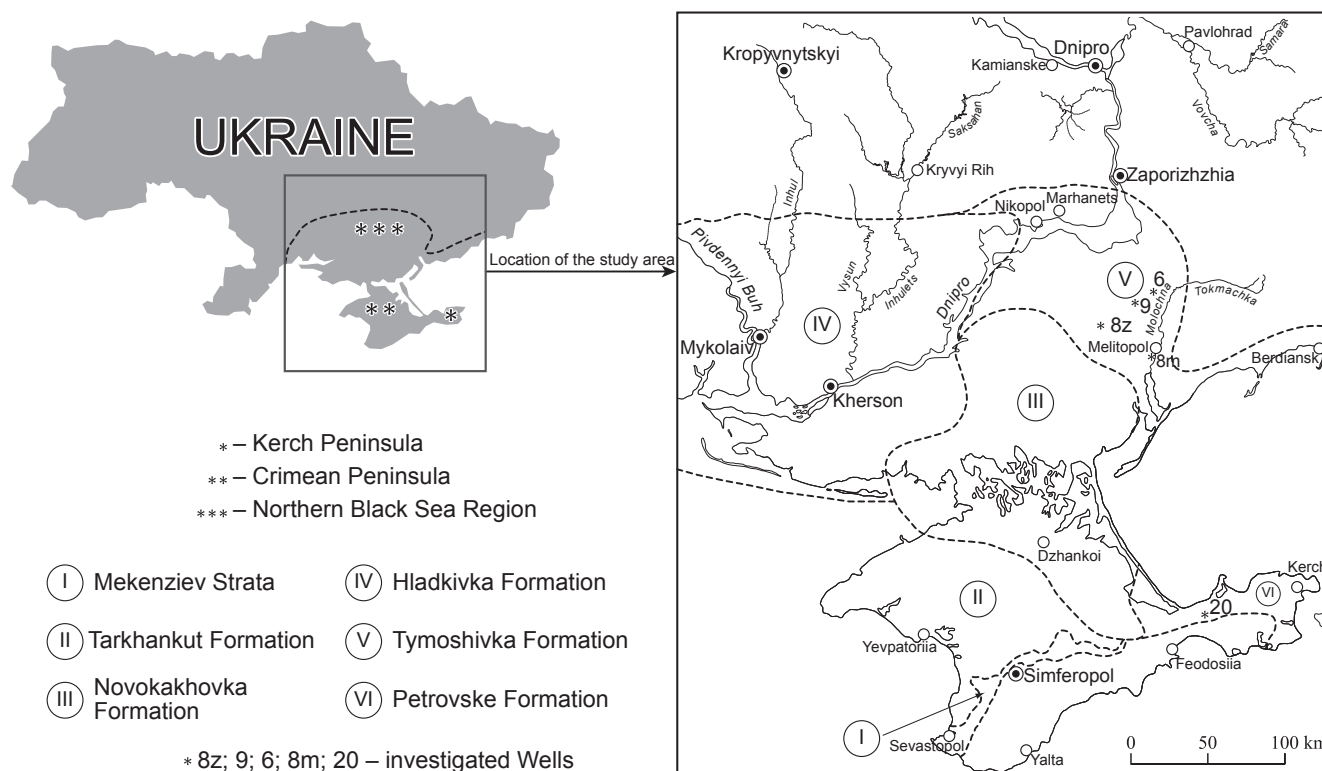 UKRAINE
* * *
* *
*
Location of the study area
* – Kerch Peninsula
** – Crimean Peninsula
*** – Northern Black Sea Region
I Mekenziev Strata
II Tarkhankut Formation
III Novokakhovka
Formation
IV Hladkivka Formation
V Tymoshivka Formation
VI Petrovske Formation
* 8z; 9; 6; 8m; 20 – investigated Wells
Kropyvnytskyi
Dnipro
Kamianske
Pavlohrad
Samara
Vovcha
Saksahan
Kryvyi Rih
Zaporizhzhia
Inhul
Marhanets
Nikopol
Pivdennyi Buh
Vysun
Inhulets
Dnipro
V
* 6
* 9
Molochna
Tokmachka
* 8z
IV
Mykolaiv
Melitopol
* 8m
Berdiansk
Kherson
III
Dzhankoi
Kerch
VI
II
* 20
Yevpatoriia
Feodosiia
Simferopol
I
Sevastopol
Yalta
0 50 100 km